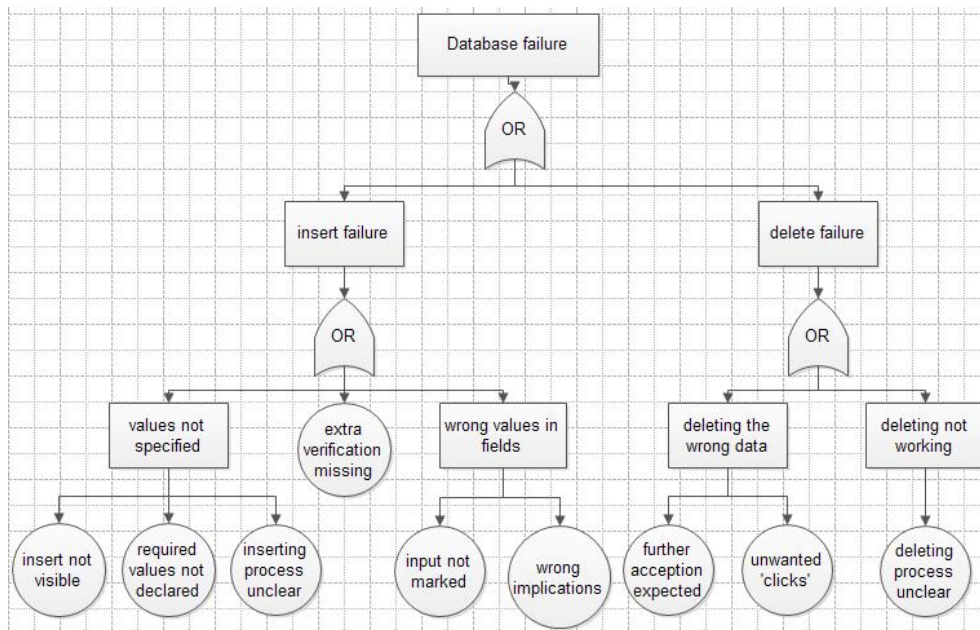 Database failure
OR
insert failure
delete failure
OR
OR
values not
specified
extra
verification
missing
wrong values in
fields
deleting the
wrong data
deleting not
working
insert not
visible
required
values not
declared
inserting
process
unclear
input not
marked
wrong
implications
further
acception
expected
unwanted
'clicks'
deleting
process
unclear